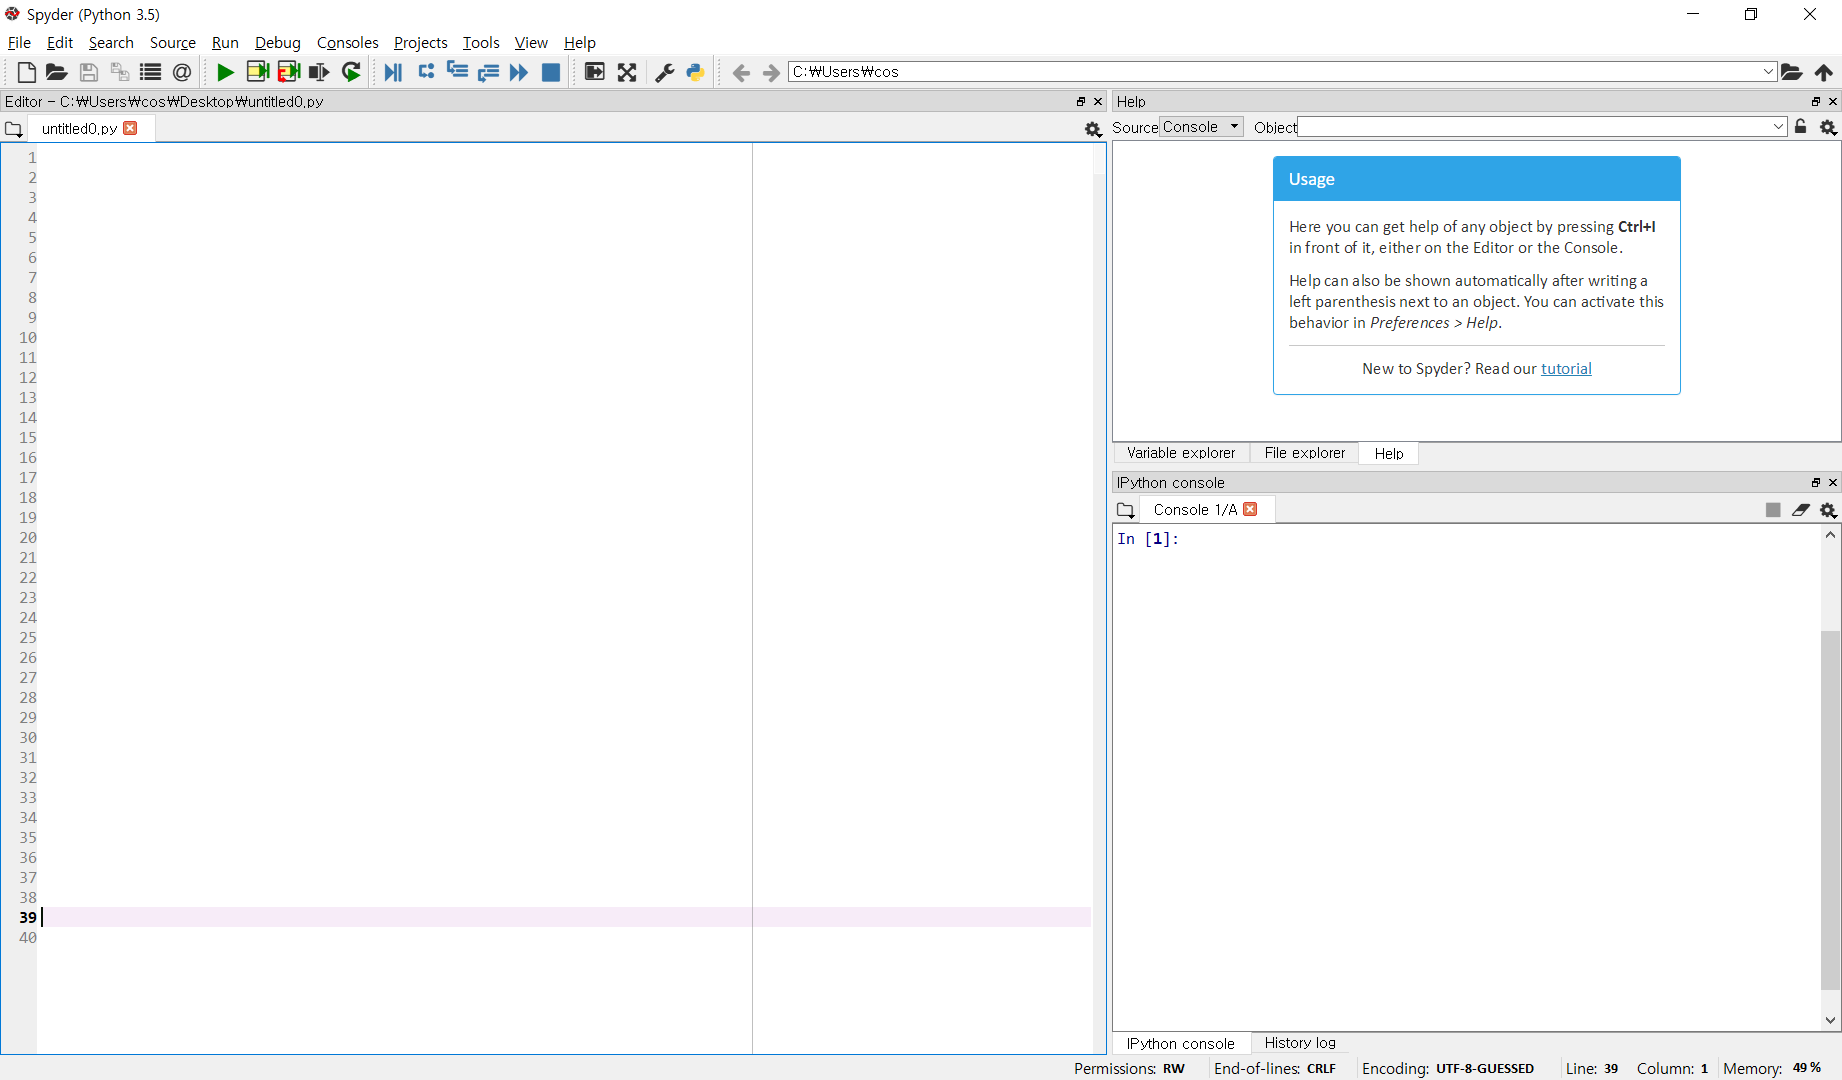 Spyder (Python 3.5)
File Edit Search Source Run Debug Consoles Projects Tools View Help
C:₩Users₩cos
Editor - C:₩Users₩cos₩Desktop₩untitled0.py
untitled0.py
1
2
3
4
5
6
7
8
9
10
11
12
13
14
15
16
17
18
19
20
21
22
23
24
25
26
27
28
29
30
31
32
33
34
35
36
37
38
39
40
Help
Source Console Object
Usage
Here you can get help of any object by pressing Ctrl+I
in front of it, either on the Editor or the Console.
Help can also be shown automatically after writing a
left parenthesis next to an object. You can activate this
behavior in Preferences > Help.
New to Spyder? Read our tutorial
Variable explorer File explorer Help
IPython console
Console 1/A
In [1]:
IPython console History log
Permissions: RW End-of-lines: CRLF Encoding: UTF-8-GUESSED Line: 39 Column: 1 Memory: 49 %